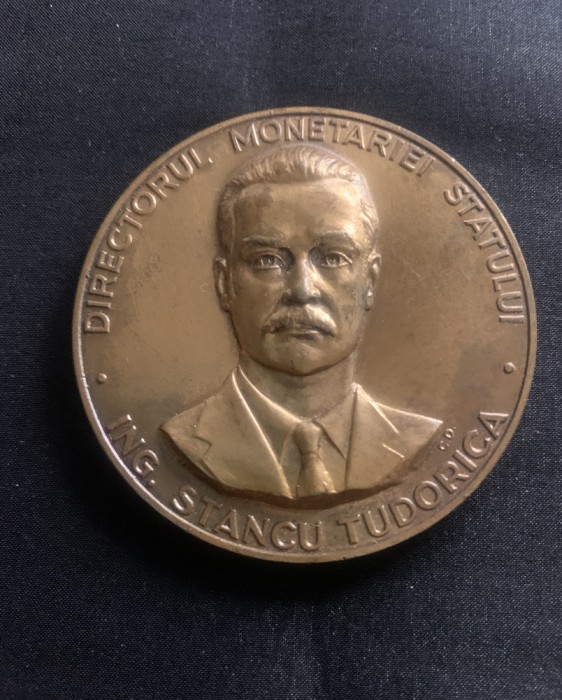 DIRECTORUL MONETARIEI STATULUI
• ING. STANCU TUDORICA •
C.D.